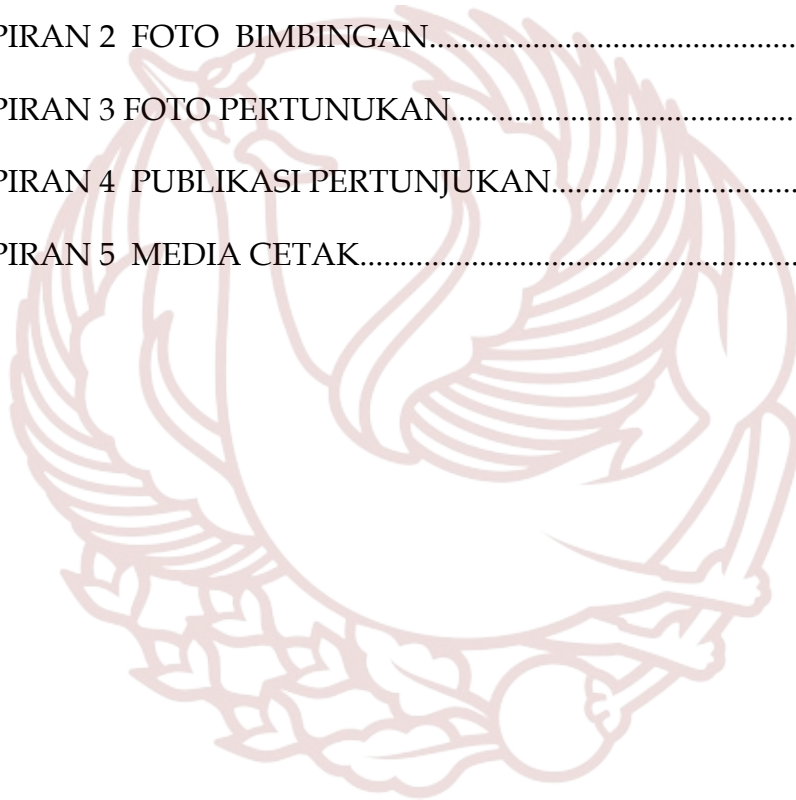 PIRAN 2 FOTO BIMBINGAN............................................
PIRAN 3 FOTO PERTUNUKAN.........................................
PIRAN 4 PUBLIKASI PERTUNJUKAN..............................
PIRAN 5 MEDIA CETAK.....................................................